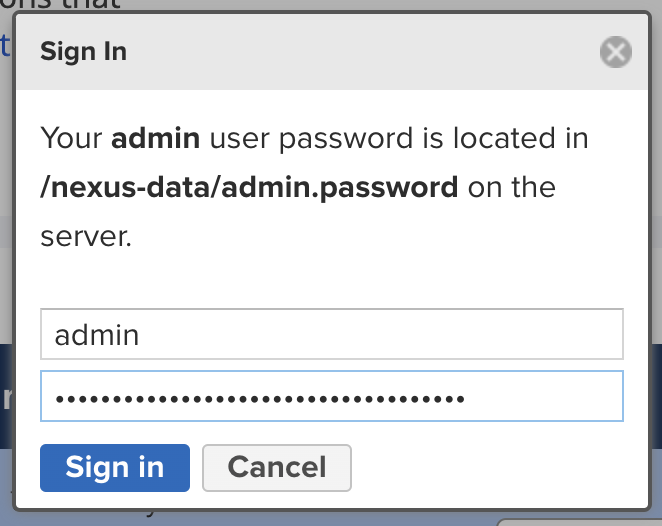 ons that
t
Sign In
Your admin user password is located in
/nexus-data/admin.password on the
server.
admin
••••••••••••••••••••••••••••••••••••
Sign in
Cancel